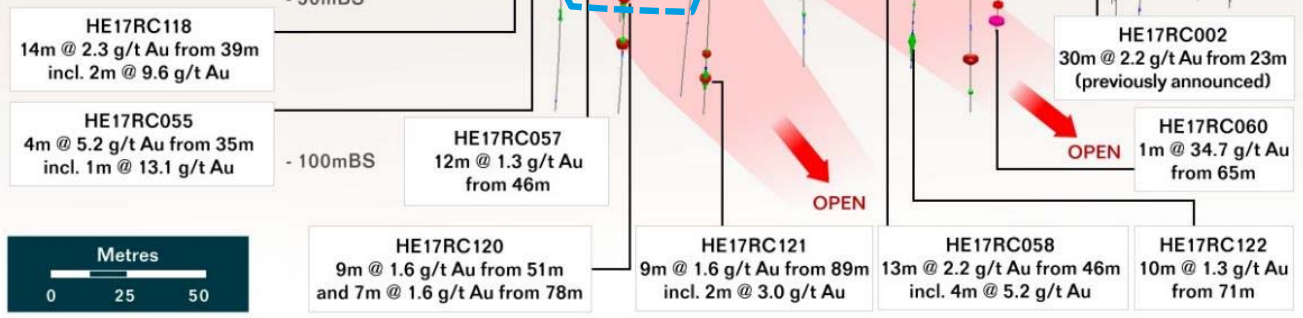 HE17RC118
14m @ 2.3 g/t Au from 39m
incl. 2m @ 9.6 g/t Au
HE17RC002
30m @ 2.2 g/t Au from 23m
(previously announced)
HE17RC055
4m @ 5.2 g/t Au from 35m
incl. 1m @ 13.1 g/t Au
- 100mBS
HE17RC057
12m @ 1.3 g/t Au
from 46m
OPEN
HE17RC060
1m @ 34.7 g/t Au
from 65m
OPEN
Metres
0 25 50
HE17RC120
9m @ 1.6 g/t Au from 51m
and 7m @ 1.6 g/t Au from 78m
HE17RC121
9m @ 1.6 g/t Au from 89m
incl. 2m @ 3.0 g/t Au
HE17RC058
13m @ 2.2 g/t Au from 46m
incl. 4m @ 5.2 g/t Au
HE17RC122
10m @ 1.3 g/t Au
from 71m